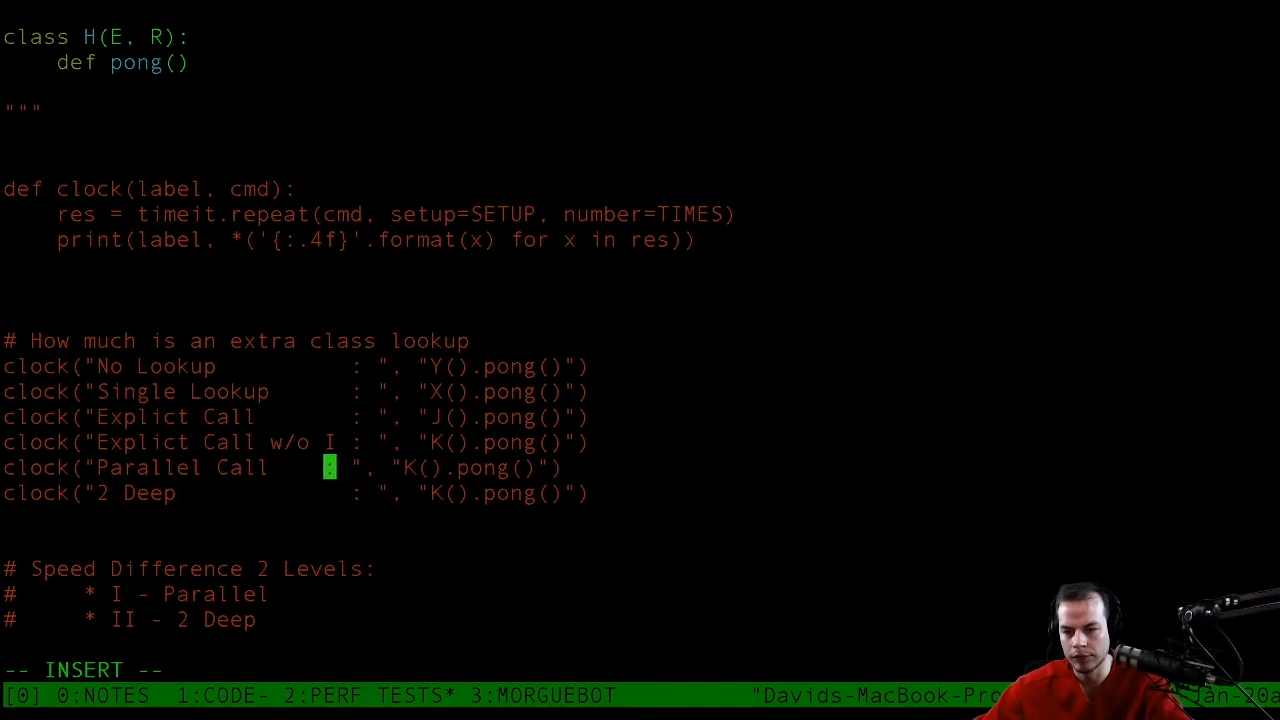 class H(E, R):
    def pong()
"""
def clock(label, cmd):
    res = timeit.repeat(cmd, setup=SETUP, number=TIMES)
    print(label, *('{:.4f}'.format(x) for x in res))
# How much is an extra class lookup
clock("No Lookup          : ", "Y().pong()")
clock("Single Lookup      : ", "X().pong()")
clock("Explict Call       : ", "J().pong()")
clock("Explict Call w/o I : ", "K().pong()")
clock("Parallel Call    : ", "K().pong()")
clock("2 Deep             : ", "K().pong()")
# Speed Difference 2 Levels:
#     * I - Parallel
#     * II - 2 Deep
-- INSERT --
[0] 0:NOTES  1:CODE- 2:PERF TESTS* 3:MORGUEBOT "Davids-MacBook-Pro